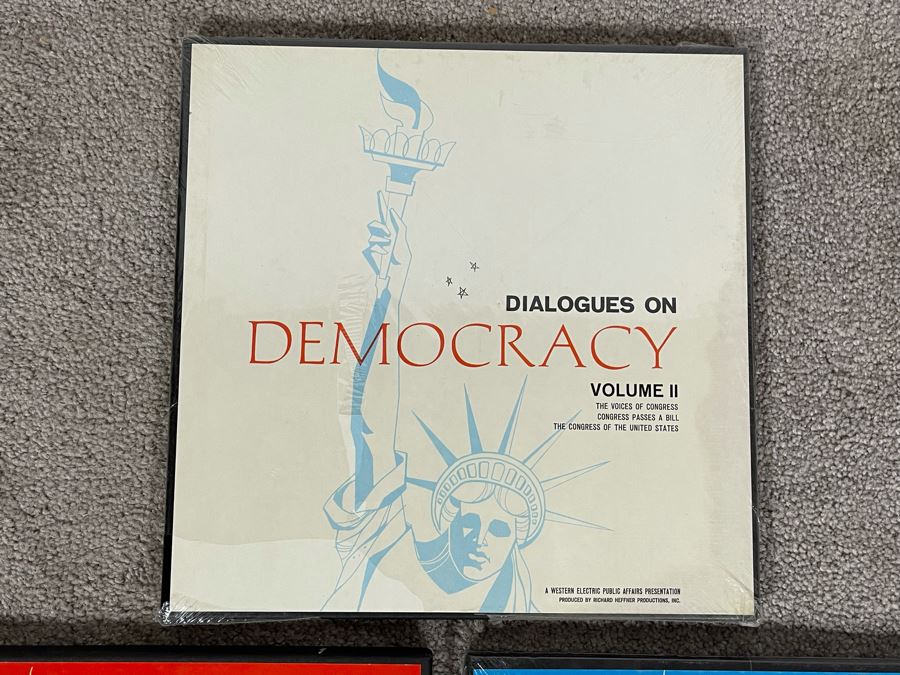 DIALOGUES ON
DEMOCRACY
VOLUME II
THE VOICES OF CONGRESS
CONGRESS PASSES A BILL
THE CONGRESS OF THE UNITED STATES
A WESTERN ELECTRIC PUBLIC AFFAIRS PRESENTATION
PRODUCED BY RICHARD HEFFNER PRODUCTIONS, INC.